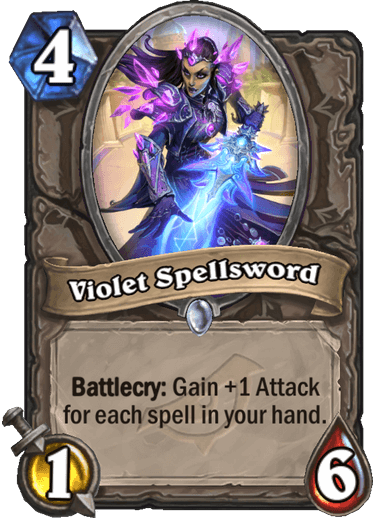 4
Violet Spellsword
Battlecry: Gain +1 Attack
for each spell in your hand.
1
6